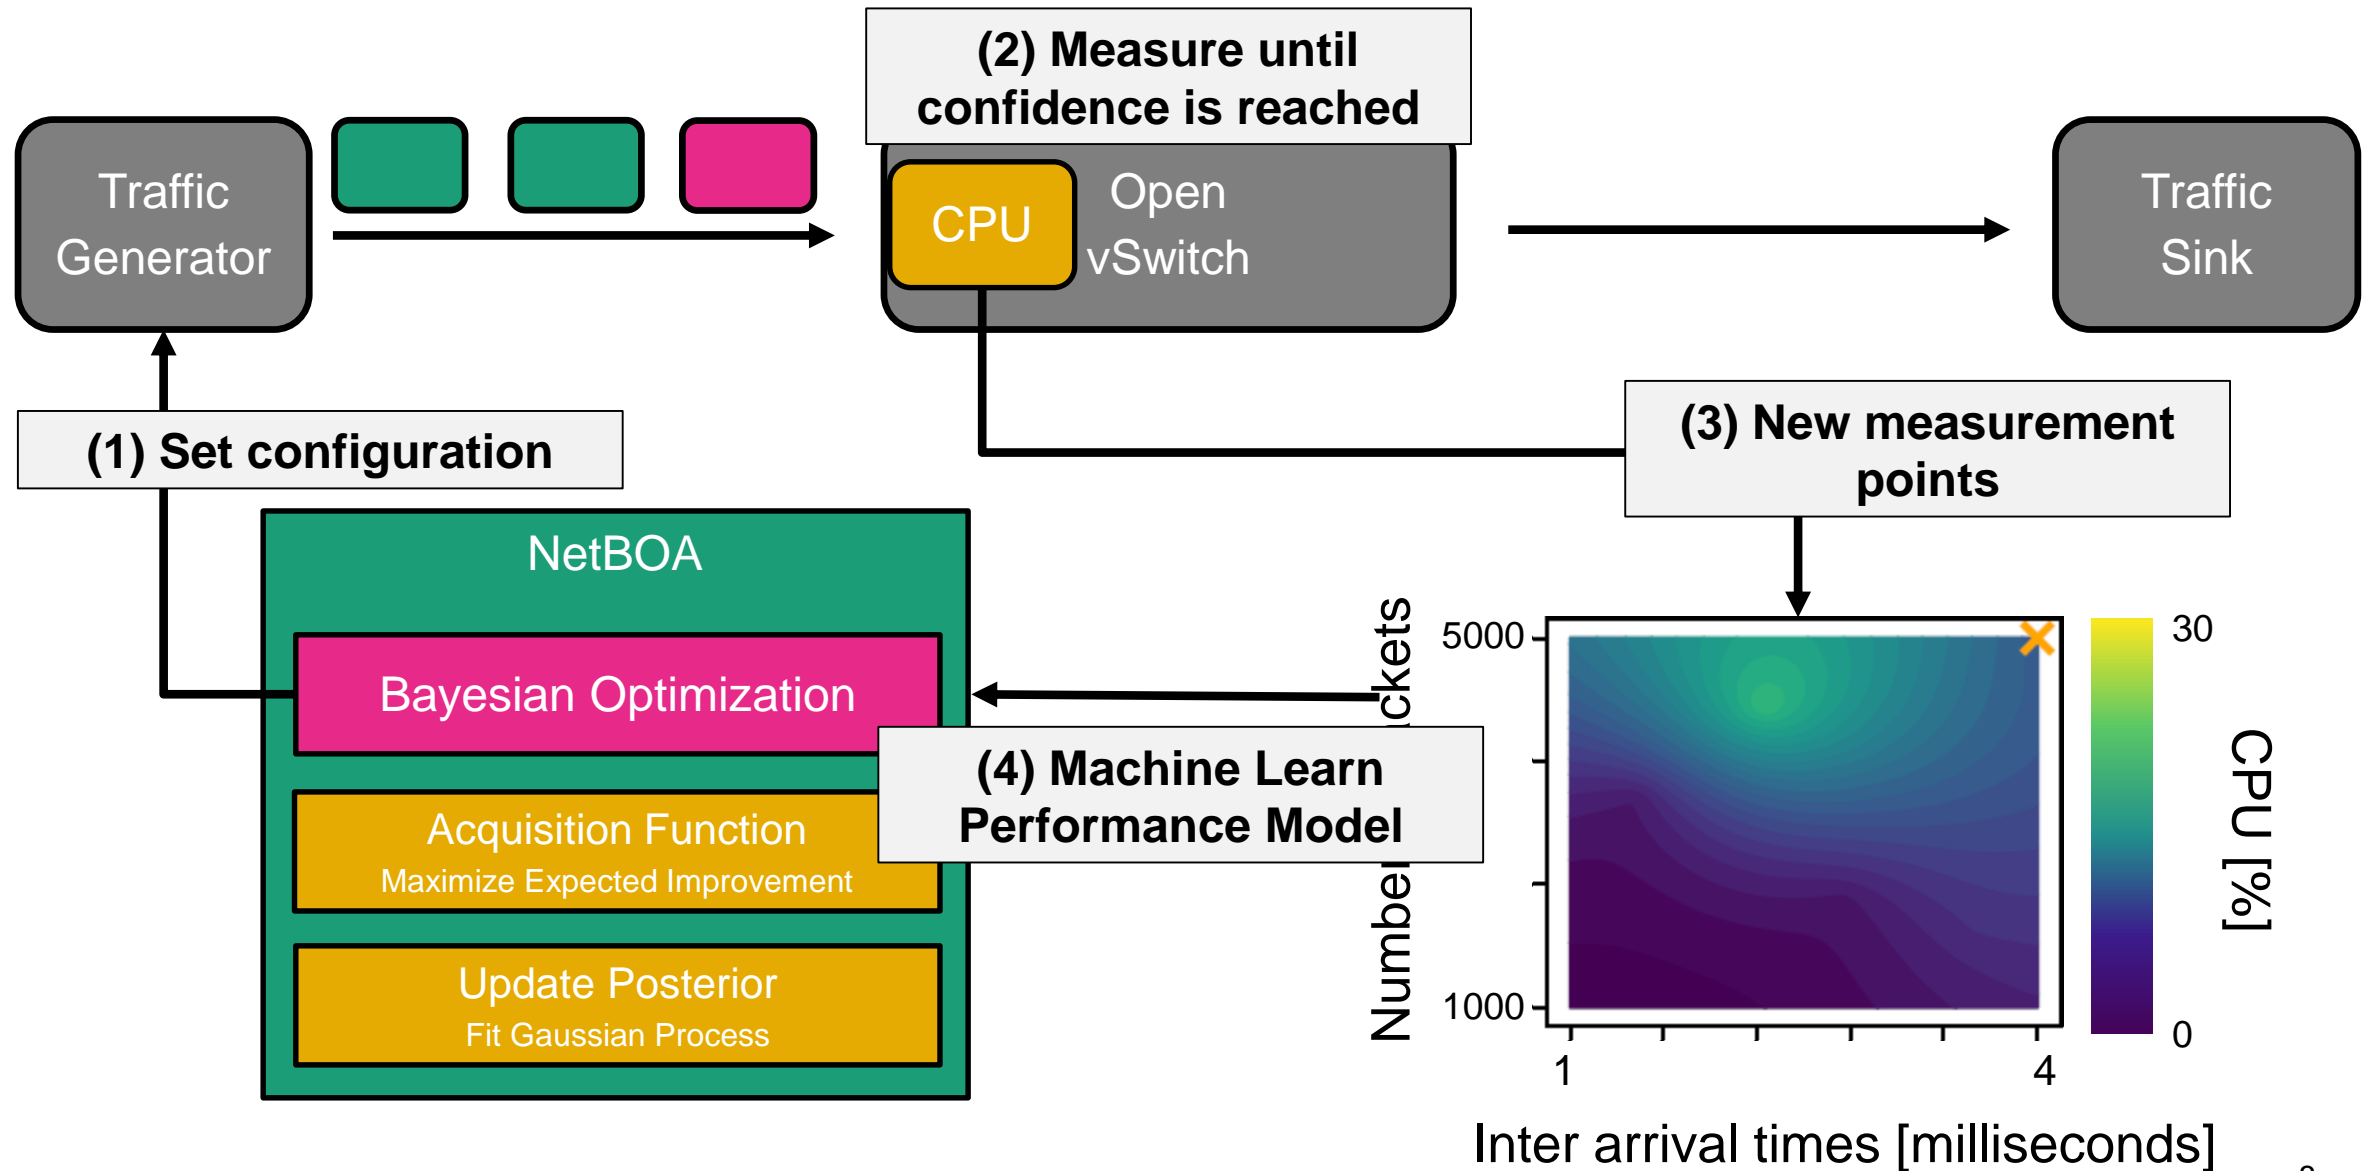 (2) Measure until
confidence is reached
Traffic
Generator
CPU
Open
vSwitch
Traffic
Sink
(1) Set configuration
(3) New measurement
points
NetBOA
Bayesian Optimization
(4) Machine Learn
Performance Model
Acquisition Function
Maximize Expected Improvement
Update Posterior
Fit Gaussian Process
5000
1000
1
4
Inter arrival times [milliseconds]
30
0
CPU [%]